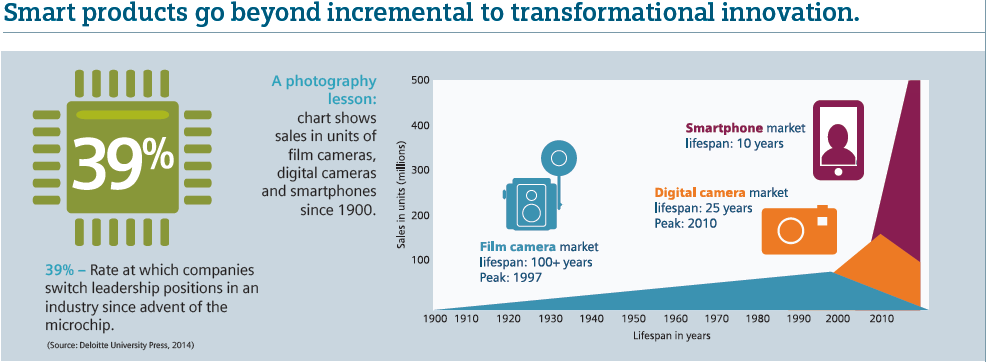 Smart products go beyond incremental to transformational innovation.
39%
39% – Rate at which companies
switch leadership positions in an
industry since advent of the
microchip.
(Source: Deloitte University Press, 2014)
A photography
lesson:
chart shows
sales in units of
film cameras,
digital cameras
and smartphones
since 1900.
Sales in units (millions)
500
400
300
200
100
Film camera market
lifespan: 100+ years
Peak: 1997
Digital camera market
lifespan: 25 years
Peak: 2010
Smartphone market
lifespan: 10 years
1900 1910 1920 1930 1940 1950 1960 1970 1980 1990 2000 2010
Lifespan in years